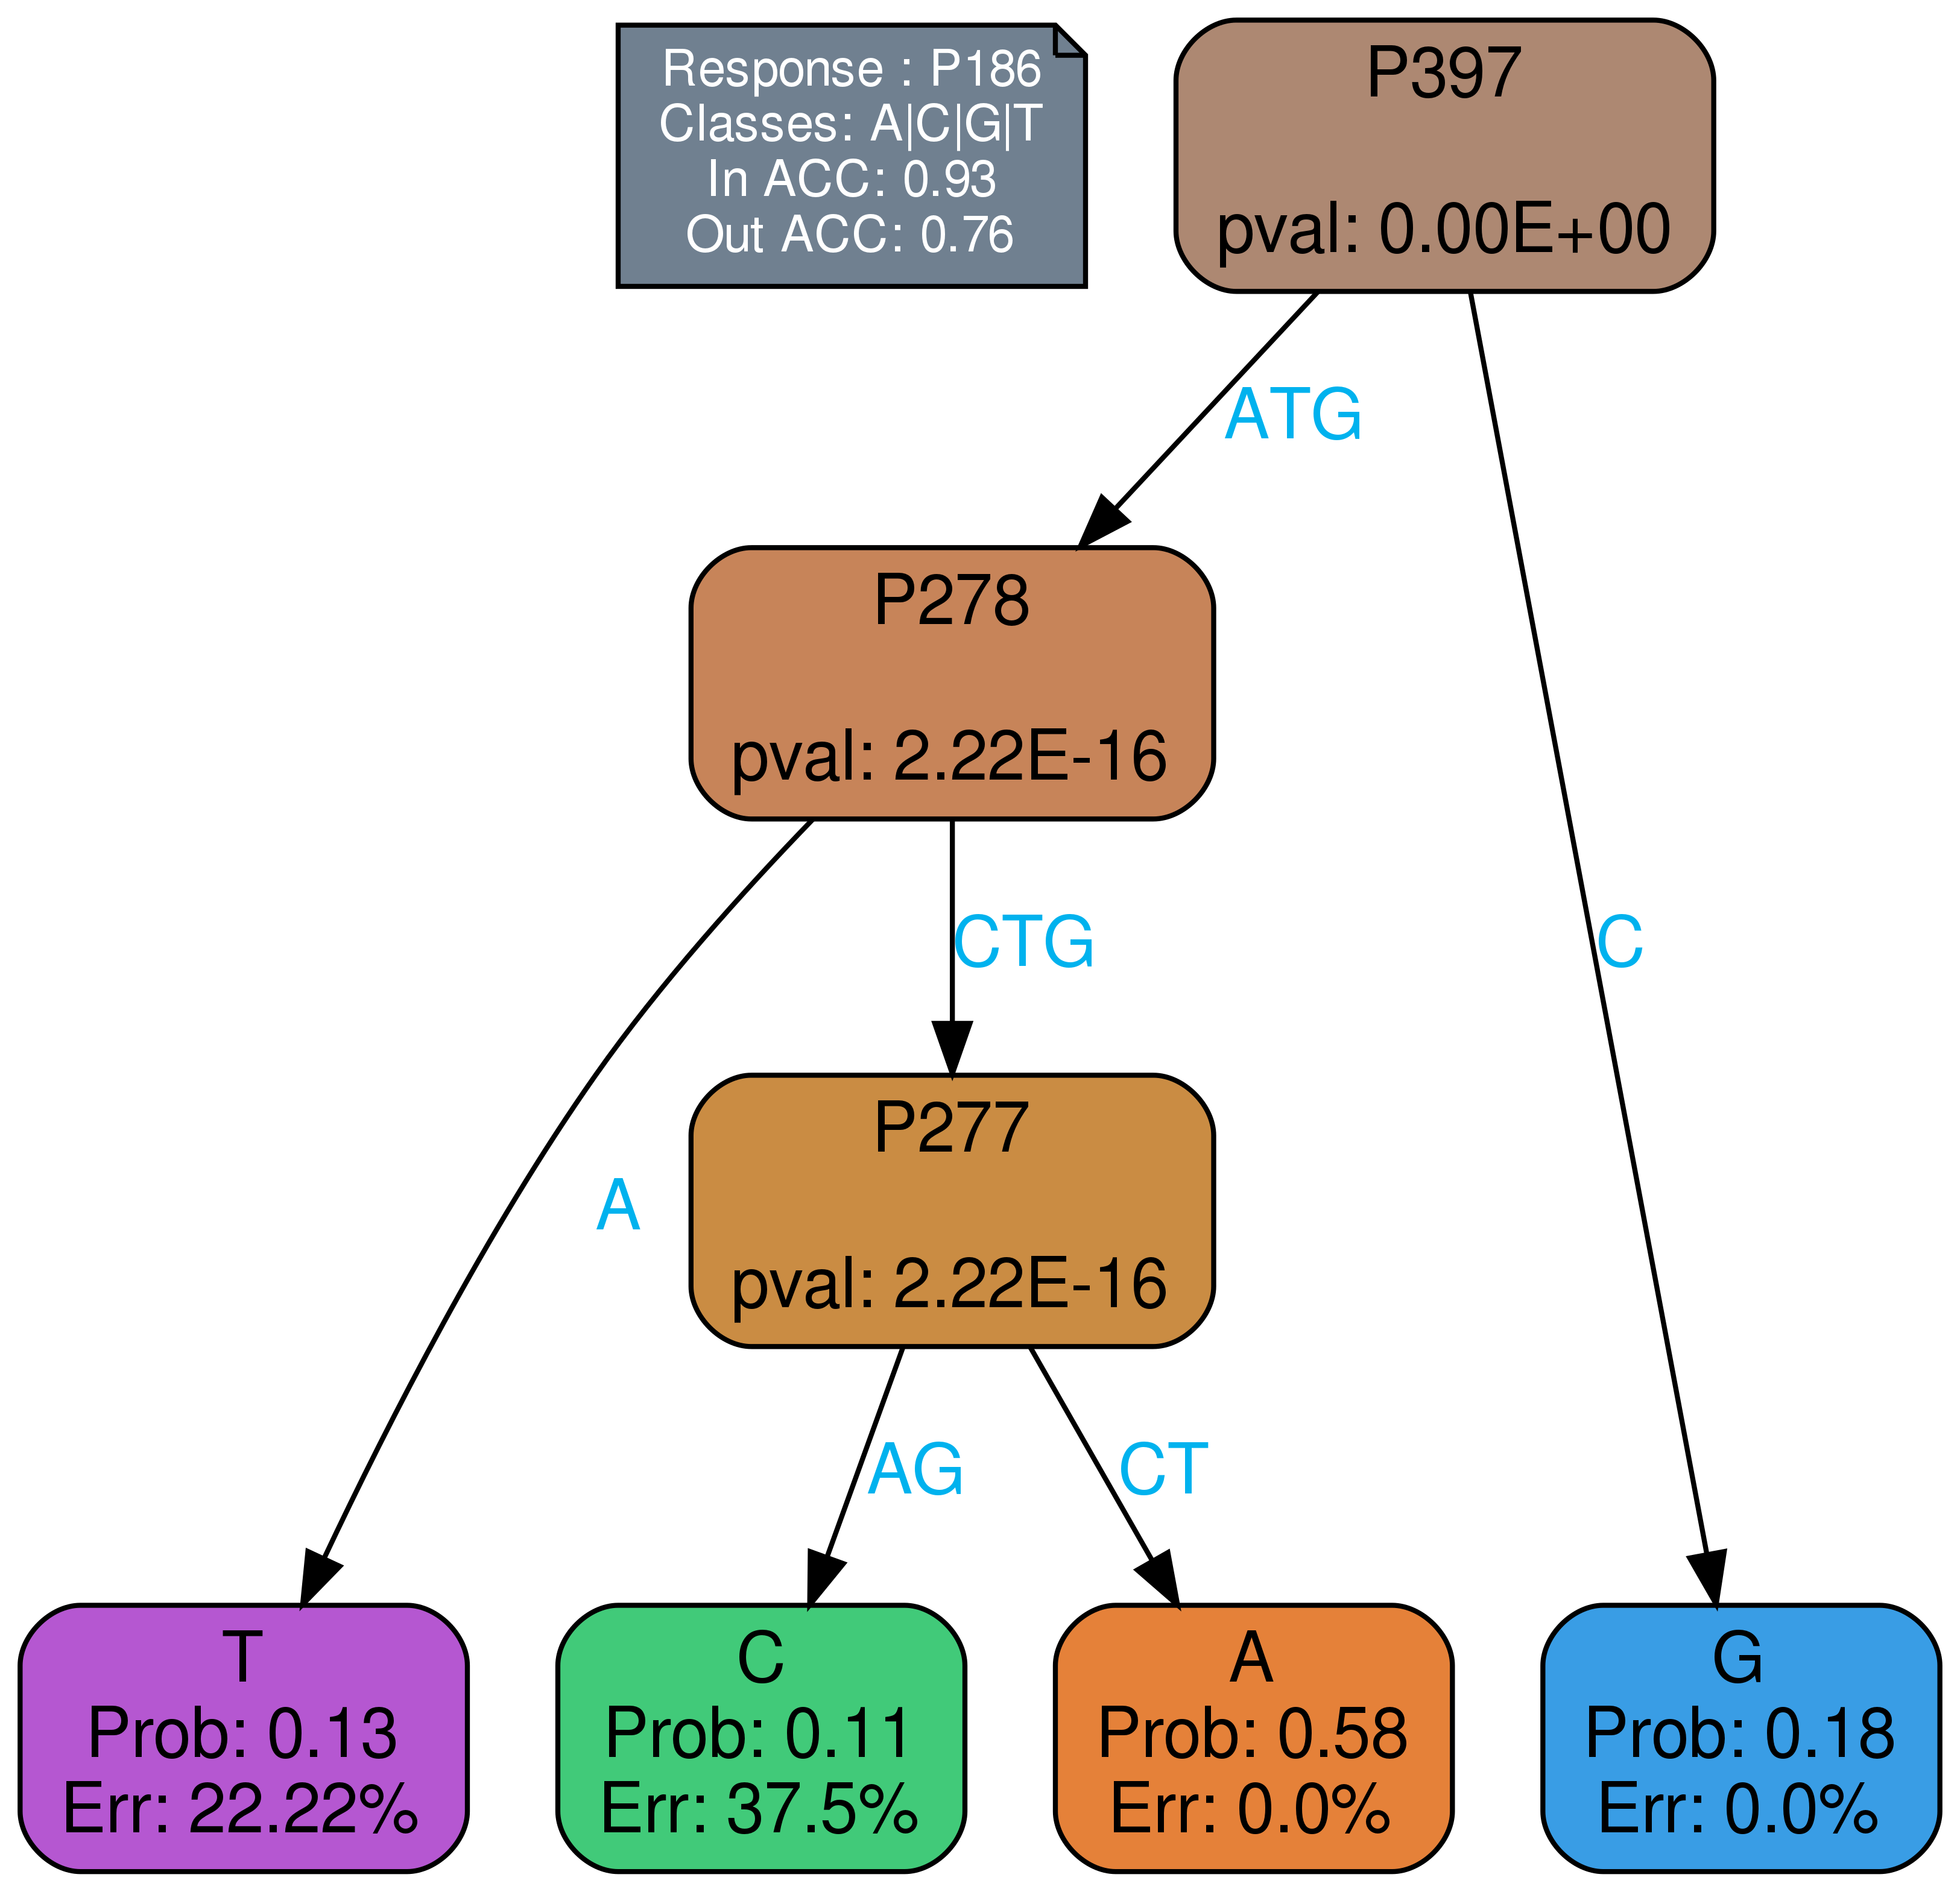 Response : P186
Classes: A|C|G|T
In ACC: 0.93
Out ACC: 0.76
P397
pval: 0.00E+00
ATG
P278
pval: 2.22E-16
CTG
C
A
P277
pval: 2.22E-16
AG
CT
T
Prob: 0.13
Err: 22.22%
C
Prob: 0.11
Err: 37.5%
A
Prob: 0.58
Err: 0.0%
G
Prob: 0.18
Err: 0.0%